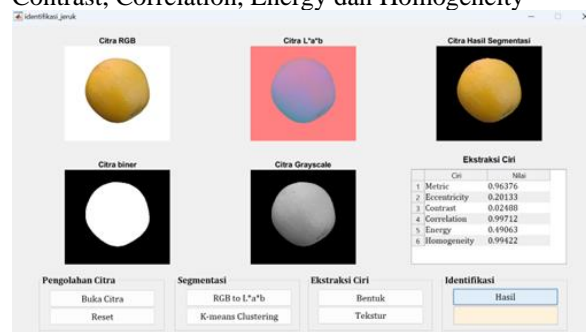 Contrast, Correlation, Energy dan Homogeneity
identifikasi_jeruk
Citra RGB
Citra L*a*b
Citra Hasil Segmentasi
Citra biner
Citra Grayscale
Ekstraksi Ciri
Ciri Nilai
1 Metric 0.96376
2 Eccentricity 0.20133
3 Contrast 0.02488
4 Correlation 0.99712
5 Energy 0.49063
6 Homogeneity 0.99422
Pengolahan Citra
Buka Citra
Reset
Segmentasi
RGB to L*a*b
K-means Clustering
Ekstraksi Ciri
Bentuk
Tekstur
Identifikasi
Hasil